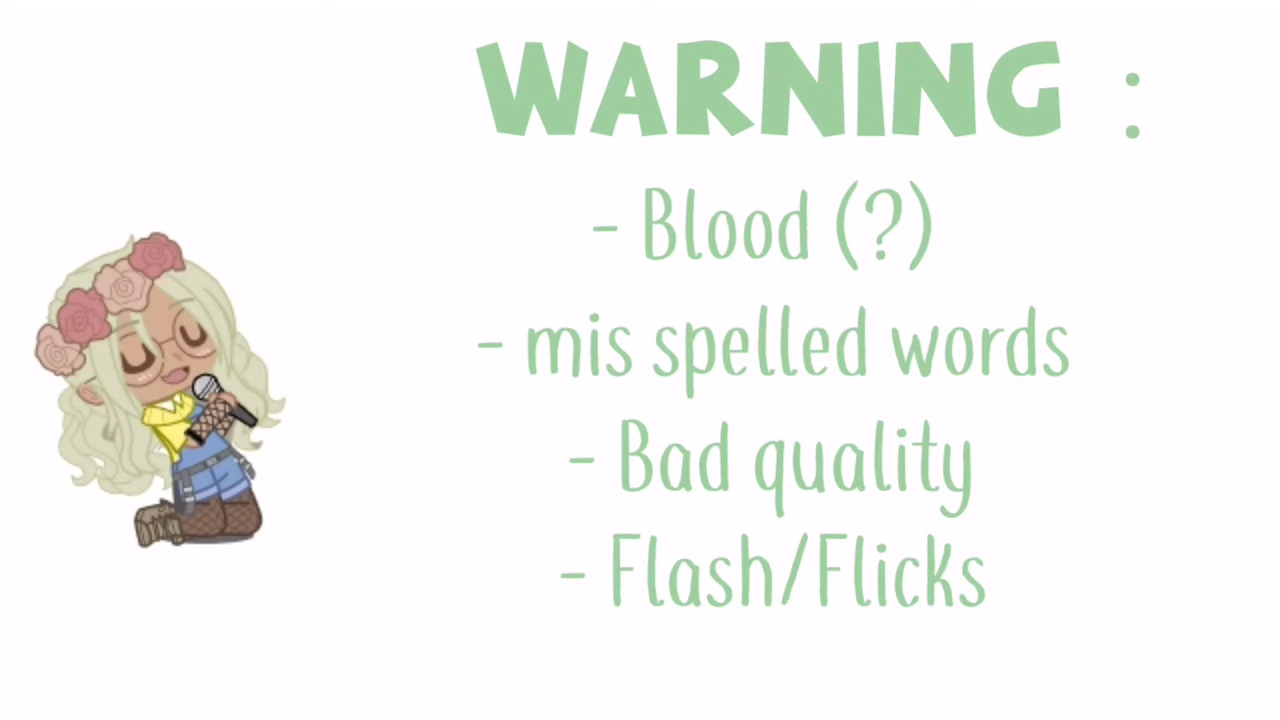 WARNING :
- Blood (?)
- mis spelled words
- Bad quality
- Flash/Flicks